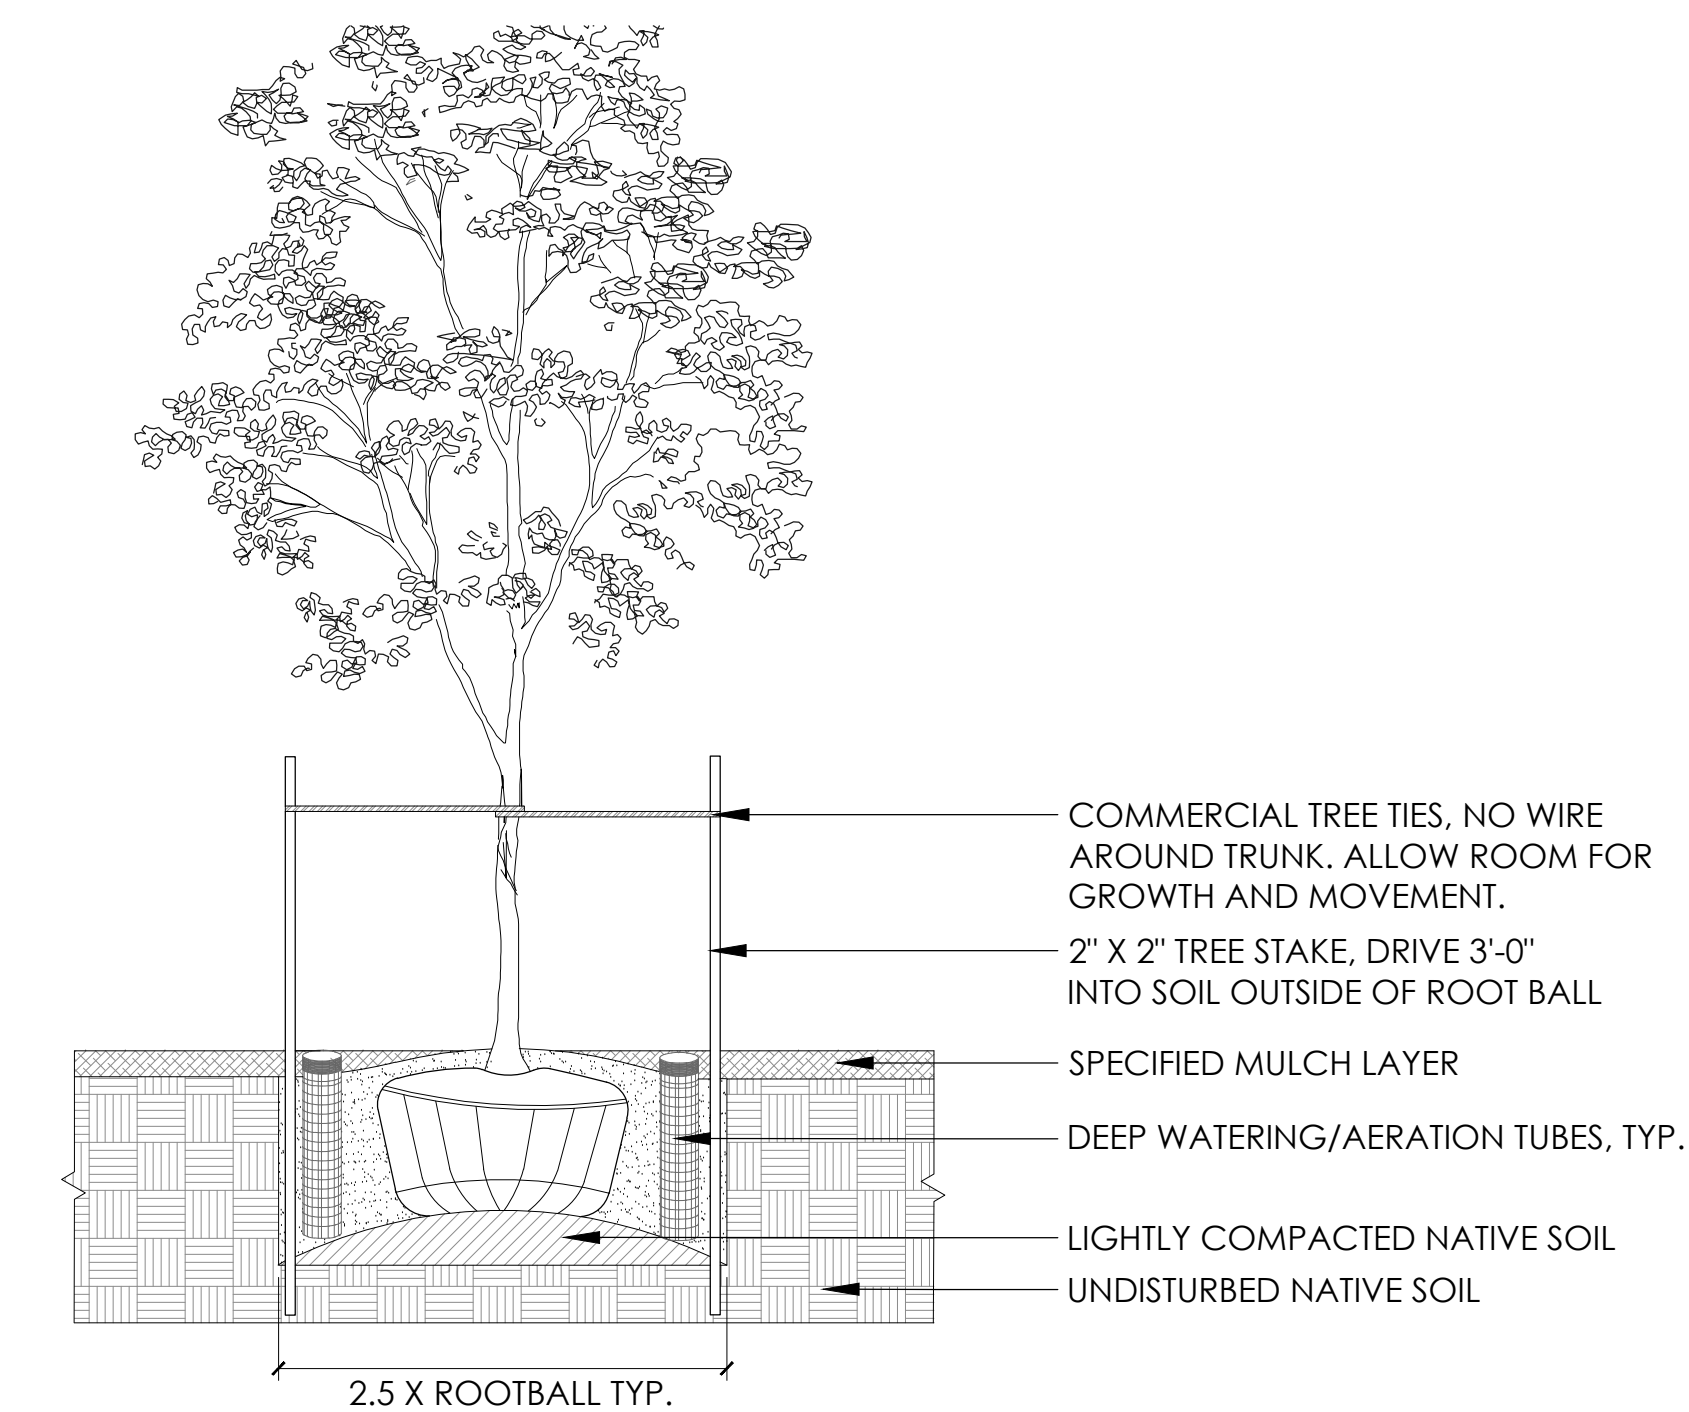 COMMERCIAL TREE TIES, NO WIRE
AROUND TRUNK. ALLOW ROOM FOR
GROWTH AND MOVEMENT.
2" X 2" TREE STAKE, DRIVE 3'-0"
INTO SOIL OUTSIDE OF ROOT BALL
SPECIFIED MULCH LAYER
DEEP WATERING/AERATION TUBES, TYP.
LIGHTLY COMPACTED NATIVE SOIL
UNDISTURBED NATIVE SOIL
2.5 X ROOTBALL TYP.